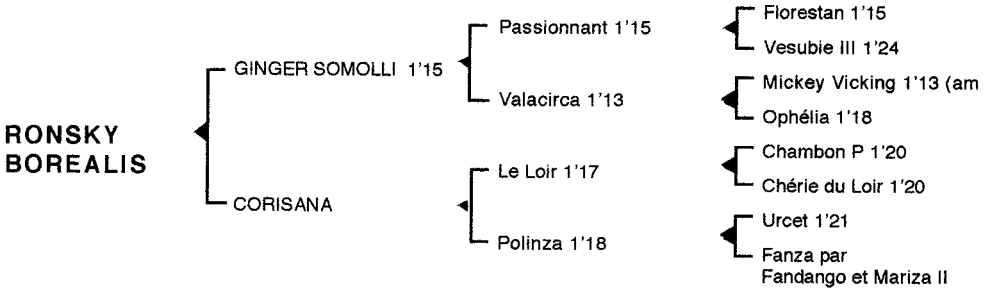 RONSKY
BOREALIS
GINGER SOMOLLI 1'15
CORISANA
Passionnant 1'15
Valacirca 1'13
Le Loir 1'17
Polinza 1'18
Florestan 1'15
Vesubie III 1'24
Mickey Vicking 1'13 (am
Ophélia 1'18
Chambon P 1'20
Chérie du Loir 1'20
Urcet 1'21
Fanza par
Fandango et Mariza II